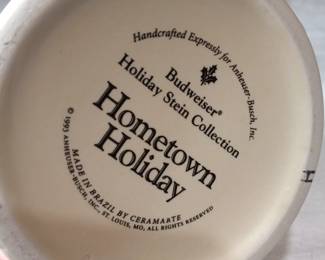 Handcrafted Expressly for Anheuser-Busch, Inc.
Budweiser®
Holiday Stein Collection
Hometown
Holiday
© 1993 ANHEUSER-BUSCH, INC., ST. LOUIS, MO, ALL RIGHTS RESERVED
MADE IN BRAZIL BY CERAMARTE